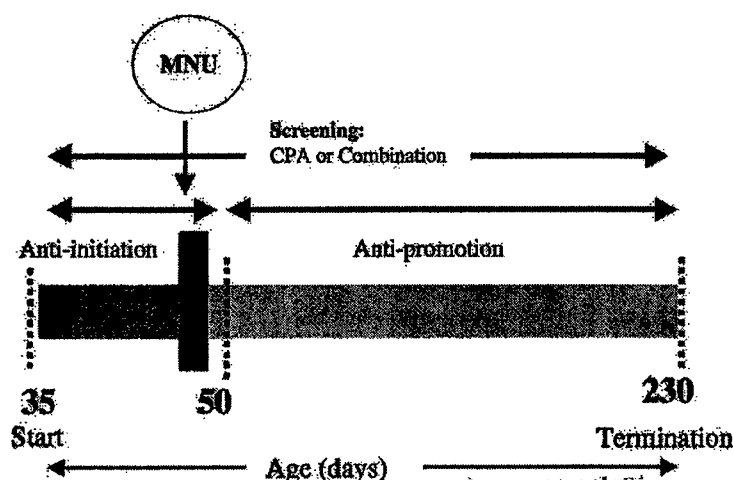 MNU
Screening:
CPA or Combination
Anti-initiation
Anti-promotion
35
50
230
Start
Termination
Age (days)